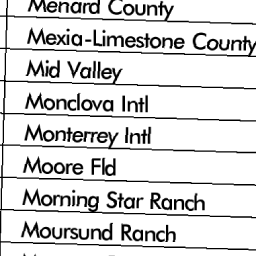 Menard County
Mexia-Limestone County
Mid Valley
Monclova Intl
Monterrey Intl
Moore Fld
Morning Star Ranch
Moursund Ranch